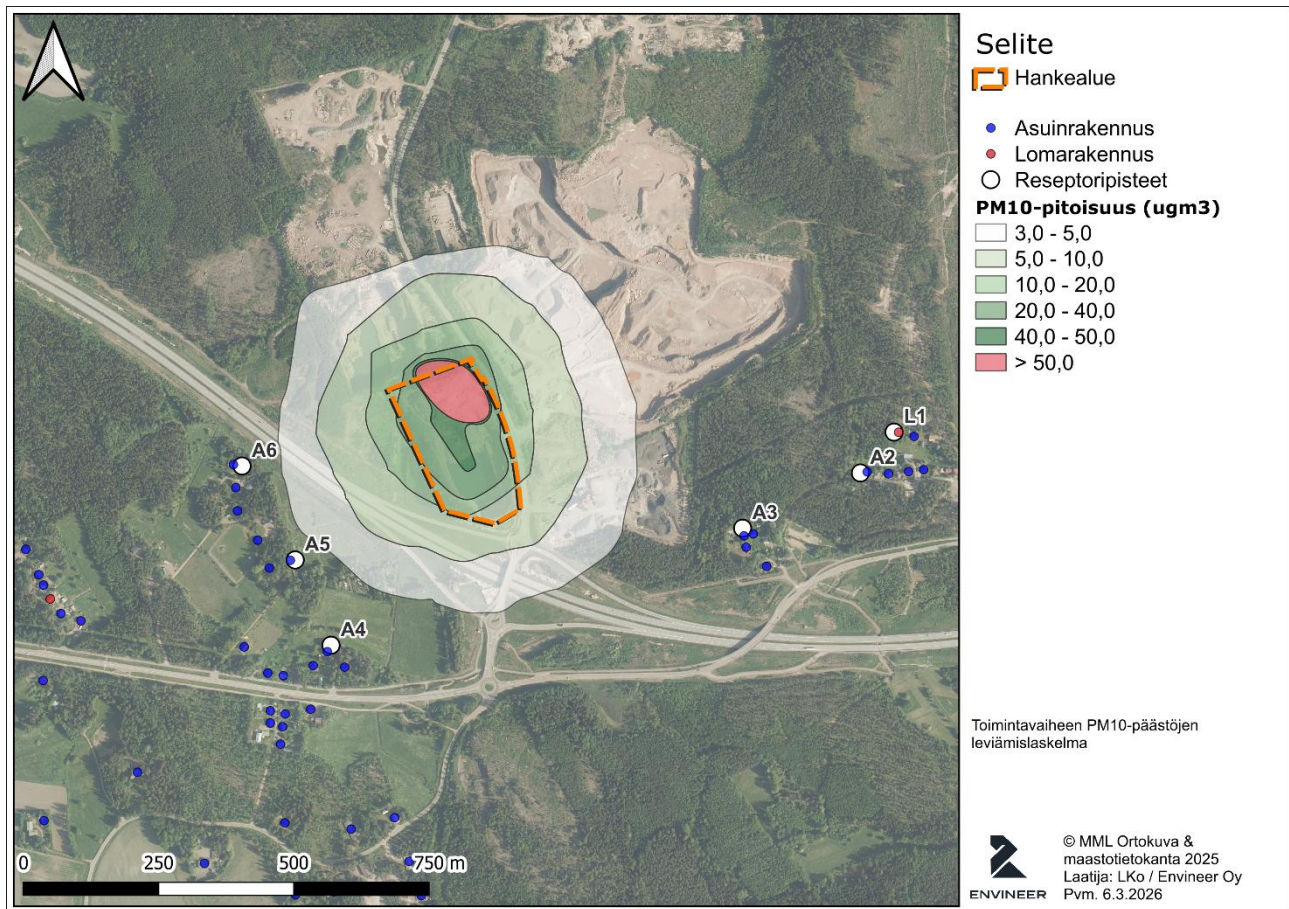 Selite
Hankealue
Asuinrakennus
Lomarakennus
Reseptoripisteet
PM10-pitoisuus (ugm3)
3,0 - 5,0
5,0 - 10,0
10,0 - 20,0
20,0 - 40,0
40,0 - 50,0
> 50,0
L1
A2
A3
A6
A5
A4
0 250 500 750 m
Toimintavaiheen PM10-päästöjen
leviämislaskelma
ENVINEER
© MML Ortokuva &
maastotietokanta 2025
Laatija: LKo / Envineer Oy
Pvm. 6.3.2026